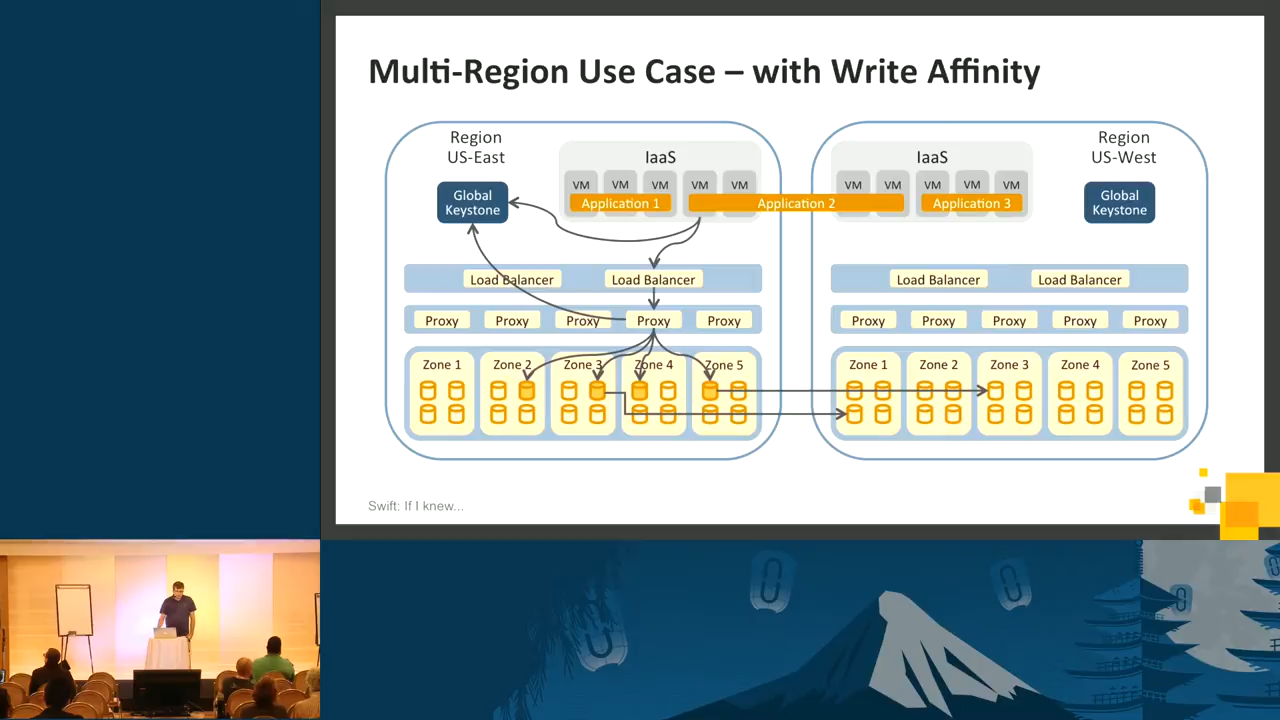 Multi-Region Use Case – with Write Affinity
Region
US-East
Global
Keystone
IaaS
VM VM VM VM VM
Application 1
Application 2
IaaS
VM VM VM VM VM
Application 3
Region
US-West
Global
Keystone
Load Balancer Load Balancer
Load Balancer Load Balancer
Proxy Proxy Proxy Proxy Proxy
Proxy Proxy Proxy Proxy Proxy
Zone 1 Zone 2 Zone 3 Zone 4 Zone 5
Zone 1 Zone 2 Zone 3 Zone 4 Zone 5
Swift: If I knew...